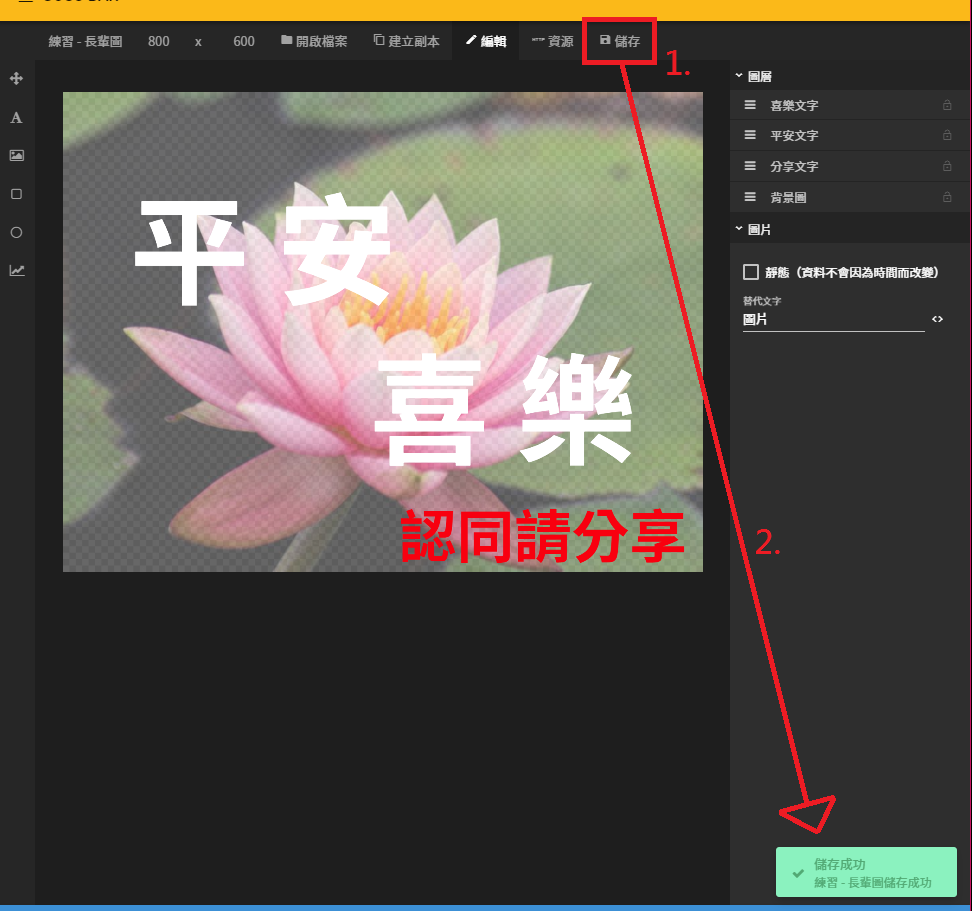 練習 - 長輩圖 800 x 600 開啟檔案 建立副本 編輯 HTTP 資源 儲存
1.
圖層
喜樂文字
平安文字
分享文字
背景圖
圖片
靜態（資料不會因為時間而改變）
替代文字
圖片
平安
喜樂
認同請分享
2.
儲存成功
練習 - 長輩圖儲存成功